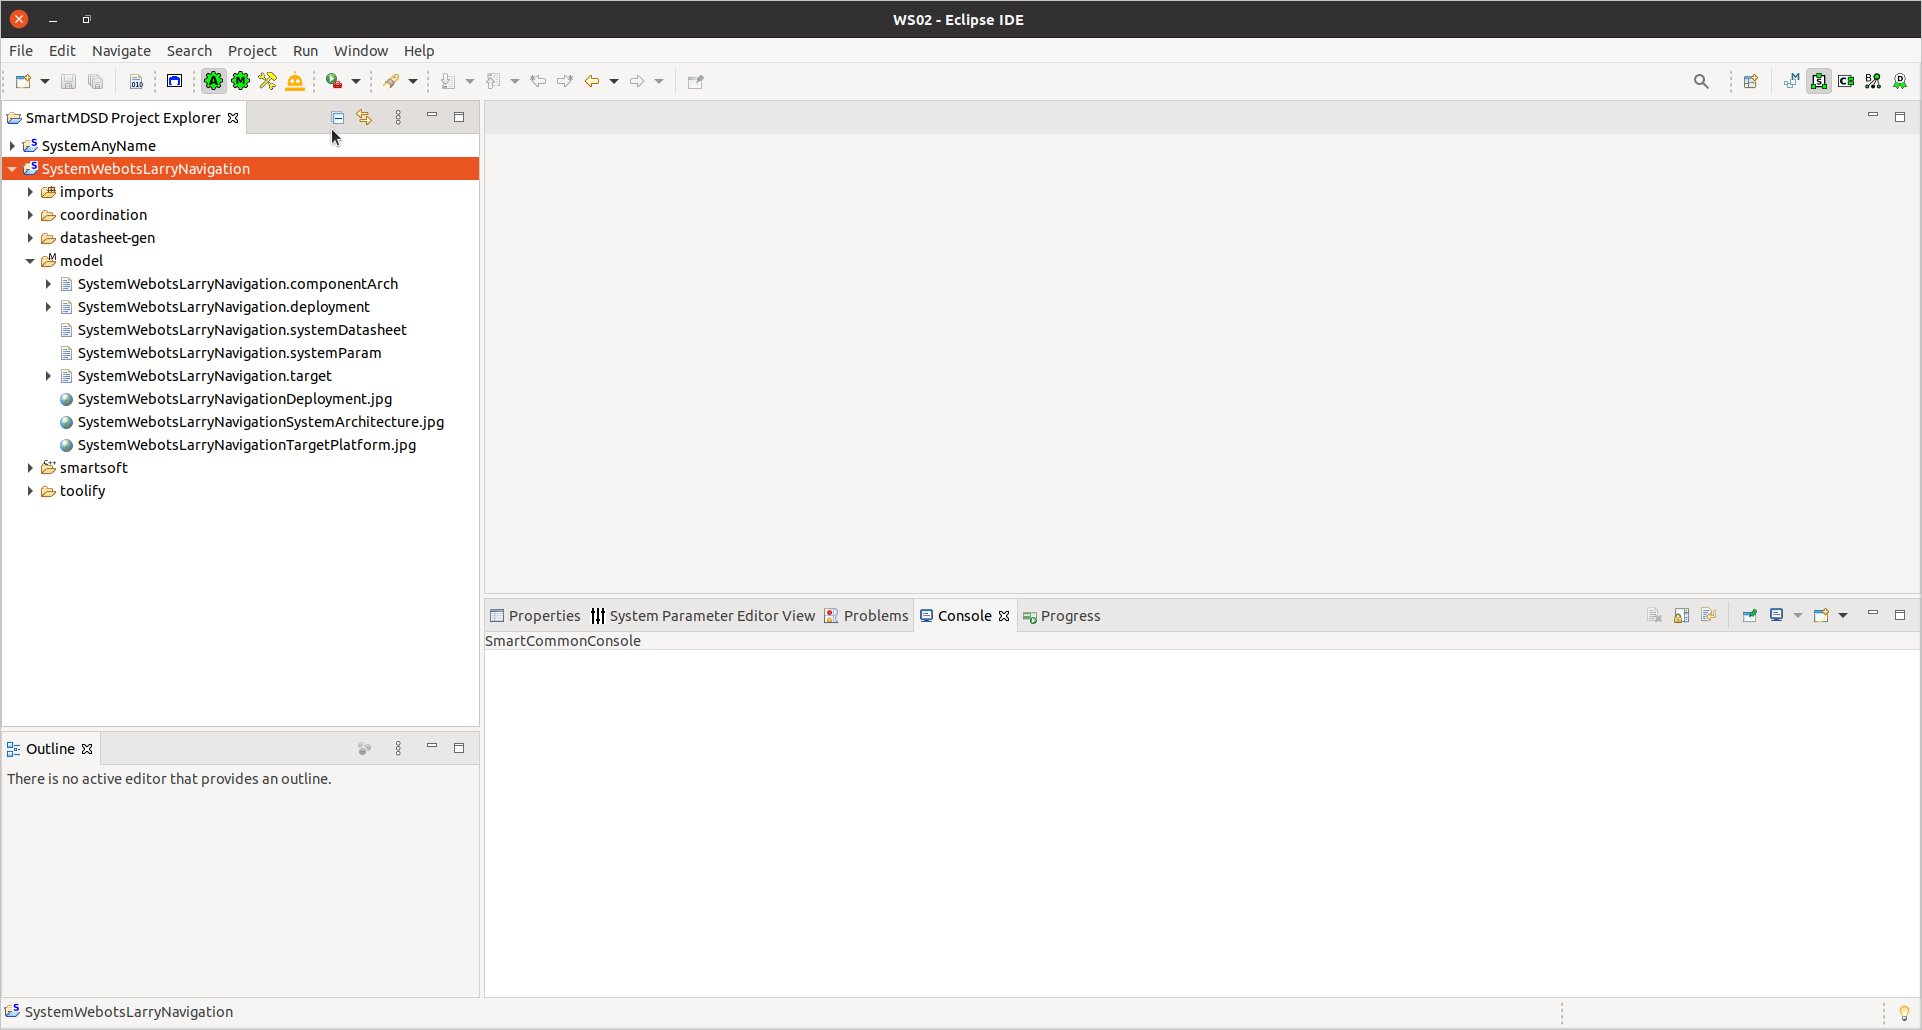 WS02 - Eclipse IDE
File Edit Navigate Search Project Run Window Help
SmartMDSD Project Explorer
SystemAnyName
SystemWebotsLarryNavigation
imports
coordination
datasheet-gen
model
SystemWebotsLarryNavigation.componentArch
SystemWebotsLarryNavigation.deployment
SystemWebotsLarryNavigation.systemDatasheet
SystemWebotsLarryNavigation.systemParam
SystemWebotsLarryNavigation.target
SystemWebotsLarryNavigationDeployment.jpg
SystemWebotsLarryNavigationSystemArchitecture.jpg
SystemWebotsLarryNavigationTargetPlatform.jpg
smartsoft
toolify
Properties System Parameter Editor View Problems Console Progress
SmartCommonConsole
Outline
There is no active editor that provides an outline.
SystemWebotsLarryNavigation